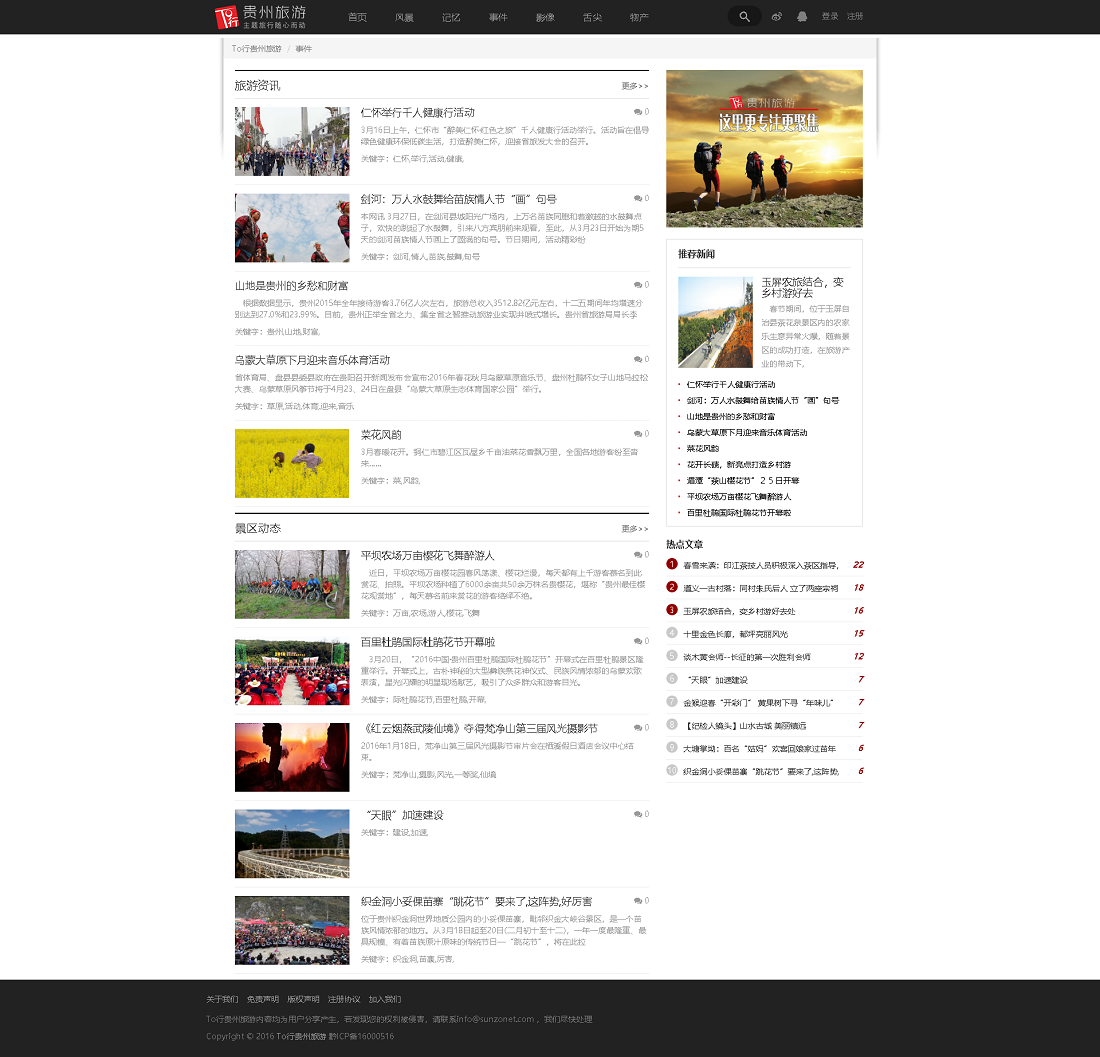 To行 贵州旅游
主题旅行随心而动
首页 风景 记忆 事件 影像 舌尖 物产
登录 注册
To行贵州旅游 / 事件
旅游资讯 更多>>
仁怀举行千人健康行活动 0
3月16日上午，仁怀市“醉美仁怀·红色之旅”千人健康行活动举行。活动旨在倡导
绿色健康环保低碳生活，打造醉美仁怀，迎接省旅发大会的召开。
关键字：仁怀,举行,活动,健康,
剑河：万人水鼓舞给苗族情人节“画”句号 0
本网讯 3月27日，在剑河县城阳光广场内，上万名苗族同胞和着激越的水鼓舞点
子，欢快的跳起了水鼓舞，引来八方宾朋前来观看，至此，从3月23日开始为期5
天的剑河苗族情人节画上了圆满的句号。节日期间，活动精彩纷
关键字：剑河,情人,苗族,鼓舞,句号
山地是贵州的乡愁和财富 0
根据数据显示，贵州2015年全年接待游客3.76亿人次左右，旅游总收入3512.82亿元左右，十二五期间年均增速分
别达到27.0%和23.99%。目前，贵州正举全省之力、集全省之智推动旅游业实现井喷式增长。贵州省旅游局局长李
关键字：贵州,山地,财富,
乌蒙大草原下月迎来音乐体育活动 0
省体育局、盘县县委县政府在贵阳召开新闻发布会宣布:2016年春花秋月乌蒙草原音乐节、盘州杜鹃杯女子山地马拉松
大赛、乌蒙草原风筝节将于4月23、24日在盘县“乌蒙大草原生态体育国家公园”举行。
关键字：草原,活动,体育,迎来,音乐
菜花风韵 0
3月春暖花开。铜仁市碧江区瓦屋乡千亩油菜花香飘万里，全国各地游客纷至沓
来......
关键字：菜,风韵,
景区动态 更多>>
平坝农场万亩樱花飞舞醉游人 0
近日，平坝农场万亩樱花园春风荡漾、樱花烂漫，每天都有上千游客慕名到此
赏花、拍照。平坝农场种植了6000余亩共50余万株名贵樱花，堪称“贵州最佳樱
花观赏地”，每天慕名前来赏花的游客络绎不绝。
关键字：万亩,农场,游人,樱花,飞舞
百里杜鹃国际杜鹃花节开幕啦 0
3月20日，“2016中国·贵州百里杜鹃国际杜鹃花节”开幕式在百里杜鹃景区隆
重举行。开幕式上，古朴神秘的大型彝族祭花神仪式、民族风情浓郁的乌蒙欢歌
表演，星光闪耀的明星现场献艺，吸引了众多群众和游客目光。
关键字：际杜鹃花节,百里杜鹃,开幕,
《红云烟蒸武陵仙境》夺得梵净山第三届风光摄影节 0
2016年1月18日，梵净山第三届风光摄影节审片会在栖璇假日酒店会议中心结
束。
关键字：梵净山,摄影,风光,一等奖,仙境
“天眼”加速建设 0
关键字：建设,加速,
织金洞小妥倮苗寨“跳花节”要来了,这阵势,好厉害 0
位于贵州织金洞世界地质公园内的小妥倮苗寨，毗邻织金大峡谷景区，是一个苗
族风情浓郁的地方。从3月18日起至20日(二月初十至十二)，一年一度最隆重、最
具规模、有着苗族原汁原味的传统节日—“跳花节”，将在此拉
关键字：织金洞,苗寨,厉害,
To行 贵州旅游
这里更专注更聚焦
推荐新闻
玉屏农旅结合，变
乡村游好去
春节期间，位于玉屏自
治县茶花泉景区内的农家
乐生意异常火爆，随着景
区的成功打造，在旅游产
业的带动下，
仁怀举行千人健康行活动
剑河：万人水鼓舞给苗族情人节“画”句号
山地是贵州的乡愁和财富
乌蒙大草原下月迎来音乐体育活动
菜花风韵
花开长顺，新亮点打造乡村游
湄潭“茶山樱花节”２５日开幕
平坝农场万亩樱花飞舞醉游人
百里杜鹃国际杜鹃花节开幕啦
热点文章
1 春雪来袭：印江茶技人员积极深入茶区指导, 22
2 遵义一古村落：同村朱氏后人 立了两座宗祠 18
3 玉屏农旅结合，变乡村游好去处 16
4 十里金色长廊，都坪亮丽风光 15
5 谈木黄会师--长征的第一次胜利会师 12
6 “天眼”加速建设 7
7 金猴迎春“开彩门” 黄果树下寻“年味儿” 7
8 【纪检人镜头】山水古城 美丽镇远 7
9 大塘掌坳：百名“姑妈”欢喜回娘家过苗年 6
10 织金洞小妥倮苗寨“跳花节”要来了,这阵势, 6
关于我们 免责声明 版权声明 注册协议 加入我们
To行贵州旅游内容均为用户分享产生，若发现您的权利被侵害，请联系info@sunzonet.com ，我们尽快处理
Copyright © 2016 To行贵州旅游 黔ICP备16000516